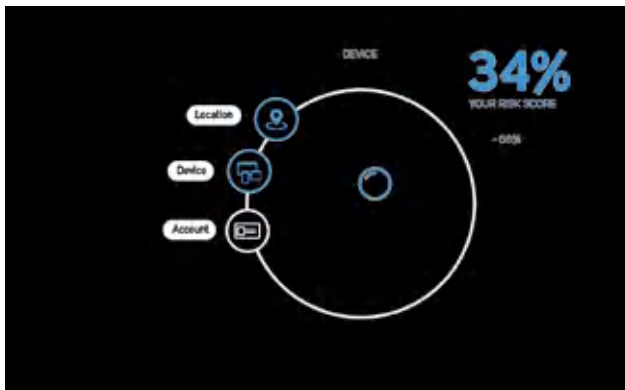 DEVICE
34%
YOUR RISK SCORE
Location
Device
Account